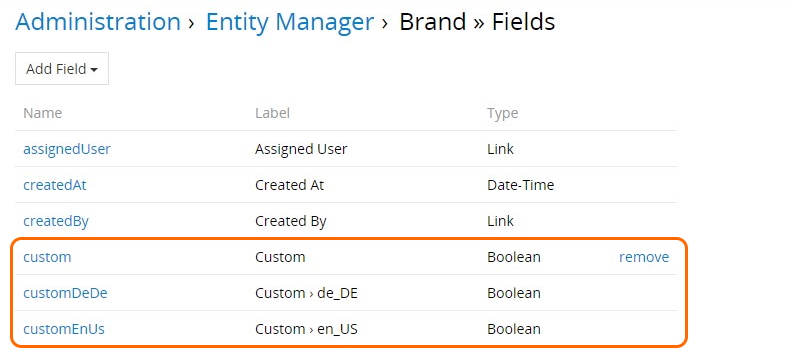 Administration › Entity Manager › Brand » Fields
Add Field
Name Label Type
assignedUser Assigned User Link
createdAt Created At Date-Time
createdBy Created By Link
custom Custom Boolean remove
customDeDe Custom › de_DE Boolean
customEnUs Custom › en_US Boolean